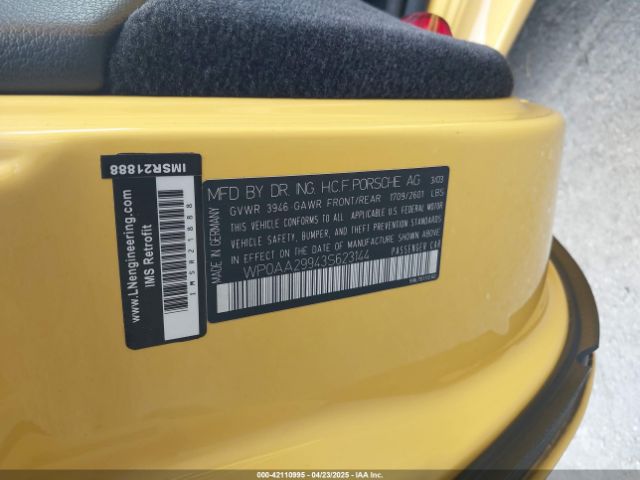 IMSR21888
www.LNengineering.com
IMS Retrofit
IMSR21888
MADE IN GERMANY
MFD BY DR. ING. H.C.F. PORSCHE AG 3/03
GVWR 3946 GAWR FRONT/REAR 1709/2601 LBS
THIS VEHICLE CONFORMS TO ALL APPLICABLE US FEDERAL MOTOR
VEHICLE SAFETY, BUMPER, AND THEFT PREVENTION STANDARDS
IN EFFECT ON THE DATE OF MANUFACTURE SHOWN ABOVE.
WP0AA29943S623144 PASSENGER CAR
000-42110995 - 04/23/2025 - IAAI.COM